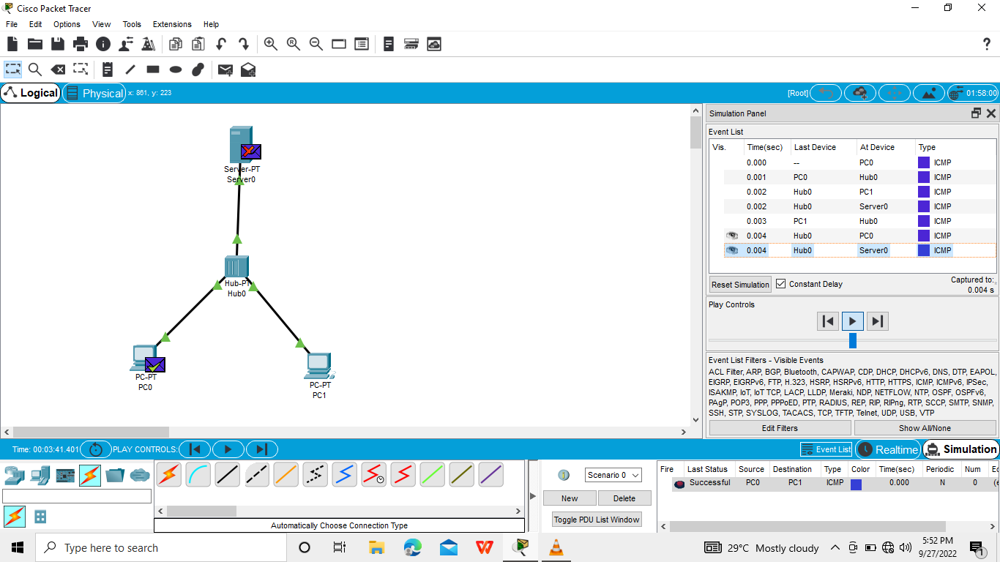 Cisco Packet Tracer
File Edit Options View Tools Extensions Help
?
Logical Physical x: 861, y: 223 [Root] 01:58:00
Server-PT
Server0
Hub-PT
Hub0
PC-PT
PC0
PC-PT
PC1
Simulation Panel
Event List
Vis. Time(sec) Last Device At Device Type
0.000 -- PC0 ICMP
0.001 PC0 Hub0 ICMP
0.002 Hub0 PC1 ICMP
0.002 Hub0 Server0 ICMP
0.003 PC1 Hub0 ICMP
0.004 Hub0 PC0 ICMP
0.004 Hub0 Server0 ICMP
Reset Simulation Constant Delay Captured to:
0.004 s
Play Controls
Event List Filters - Visible Events
ACL Filter, ARP, BGP, Bluetooth, CAPWAP, CDP, DHCP, DHCPv6, DNS, DTP, EAPOL,
EIGRP, EIGRPv6, FTP, H.323, HSRP, HSRPv6, HTTP, HTTPS, ICMP, ICMPv6, IPSec,
ISAKMP, IoT, IoT TCP, LACP, LLDP, Meraki, NDP, NETFLOW, NTP, OSPF, OSPFv6,
PAgP, POP3, PPP, PPPoED, PTP, RADIUS, REP, RIP, RIPng, RTP, SCCP, SMTP, SNMP,
SSH, STP, SYSLOG, TACACS, TCP, TFTP, Telnet, UDP, USB, VTP
Edit Filters Show All/None
Time: 00:03:41.401 PLAY CONTROLS: Event List Realtime Simulation
Automatically Choose Connection Type
Scenario 0
New Delete
Toggle PDU List Window
Fire Last Status Source Destination Type Color Time(sec) Periodic Num
Successful PC0 PC1 ICMP 0.000 N 0
Type here to search
29°C Mostly cloudy
5:52 PM
9/27/2022
1